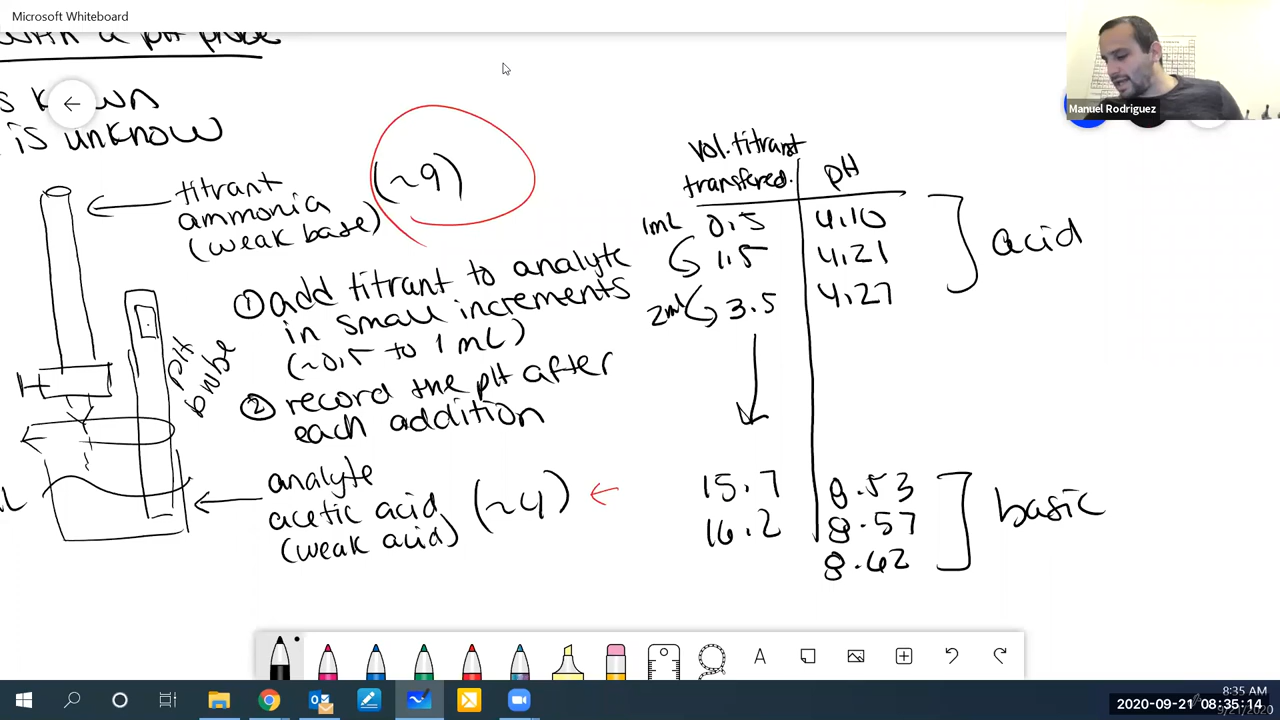 Microsoft Whiteboard
with a pH probe
s known
is unknow
Manuel Rodriguez
titrant
ammonia
(weak base)
(~9)
① add titrant to analyte
in small increments
(~0.5 to 1 mL)
② record the pH after
each addition
pH
probe
analyte
acetic acid
(weak acid)
(~4)
L
vol. titrant
transfered.
pH
1mL 0.5 4.10
1.5 4.21
2ml 3.5 4.27
acid
15.7 8.53
16.2 8.57
8.62
basic
8:35 AM
2020-09-21 08:35:14